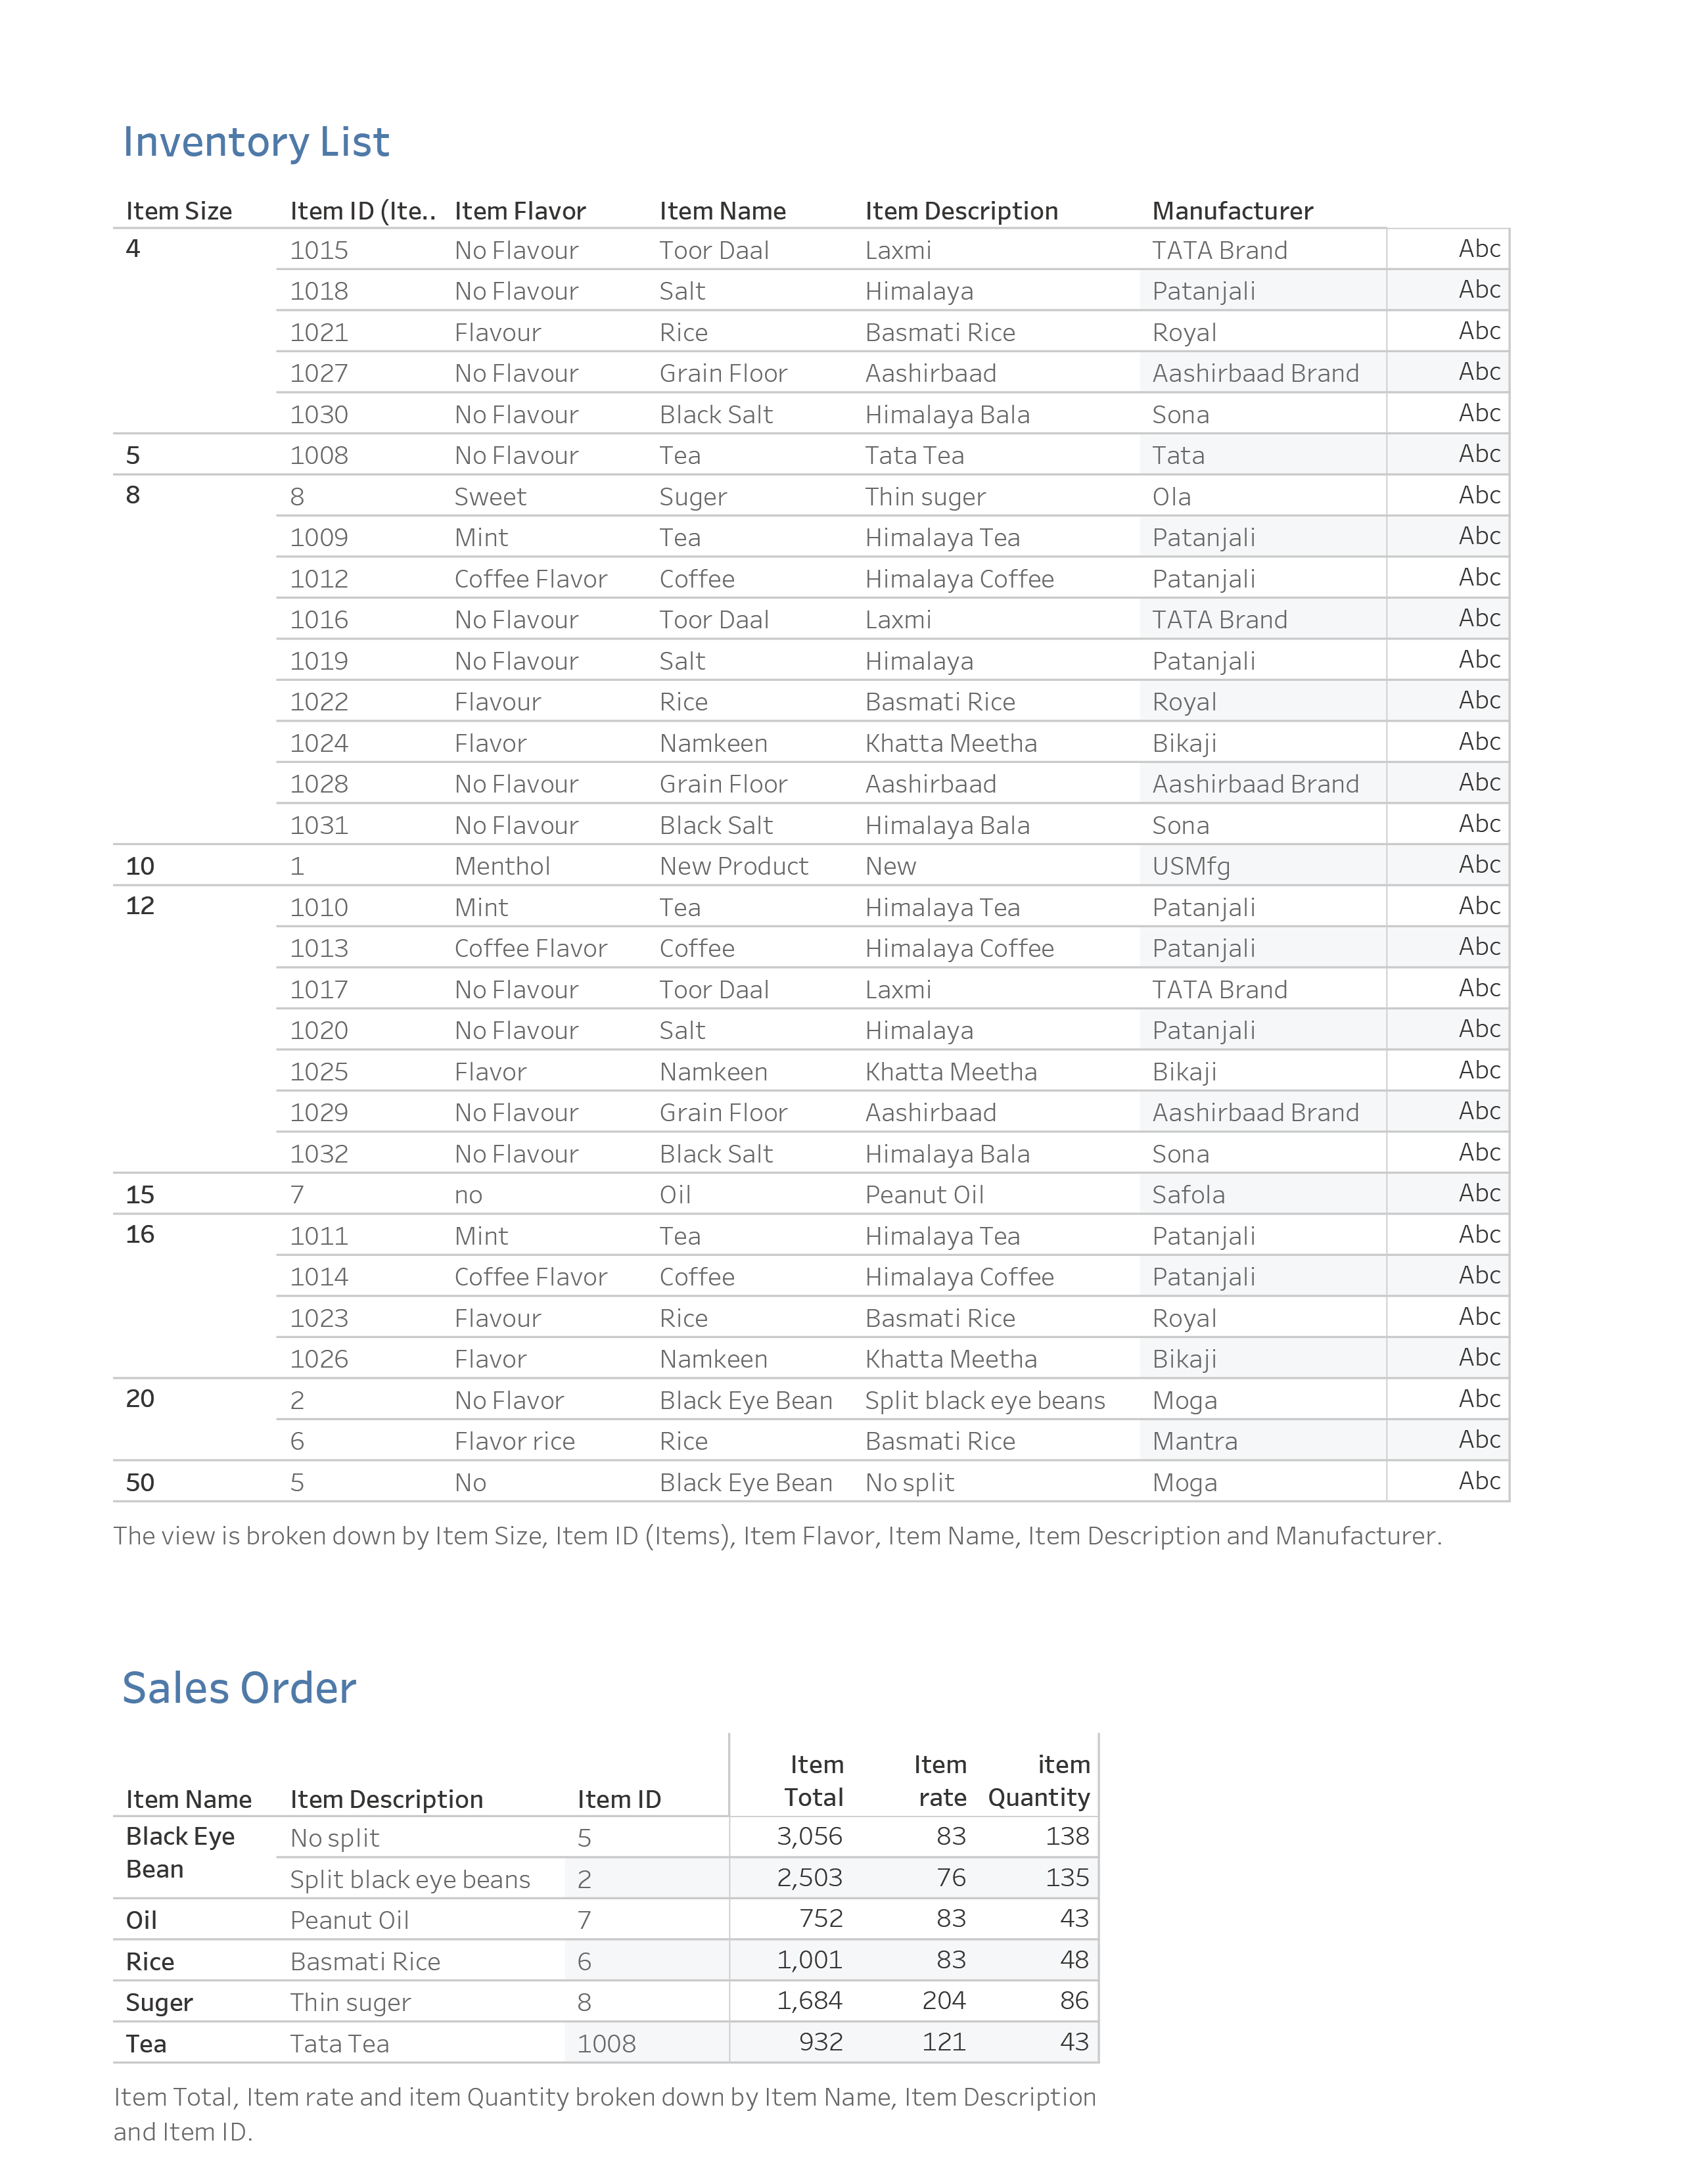 Inventory List
Item Size Item ID (Ite.. Item Flavor Item Name Item Description Manufacturer
4 1015 No Flavour Toor Daal Laxmi TATA Brand Abc
1018 No Flavour Salt Himalaya Patanjali Abc
1021 Flavour Rice Basmati Rice Royal Abc
1027 No Flavour Grain Floor Aashirbaad Aashirbaad Brand Abc
1030 No Flavour Black Salt Himalaya Bala Sona Abc
5 1008 No Flavour Tea Tata Tea Tata Abc
8 8 Sweet Suger Thin suger Ola Abc
1009 Mint Tea Himalaya Tea Patanjali Abc
1012 Coffee Flavor Coffee Himalaya Coffee Patanjali Abc
1016 No Flavour Toor Daal Laxmi TATA Brand Abc
1019 No Flavour Salt Himalaya Patanjali Abc
1022 Flavour Rice Basmati Rice Royal Abc
1024 Flavor Namkeen Khatta Meetha Bikaji Abc
1028 No Flavour Grain Floor Aashirbaad Aashirbaad Brand Abc
1031 No Flavour Black Salt Himalaya Bala Sona Abc
10 1 Menthol New Product New USMfg Abc
12 1010 Mint Tea Himalaya Tea Patanjali Abc
1013 Coffee Flavor Coffee Himalaya Coffee Patanjali Abc
1017 No Flavour Toor Daal Laxmi TATA Brand Abc
1020 No Flavour Salt Himalaya Patanjali Abc
1025 Flavor Namkeen Khatta Meetha Bikaji Abc
1029 No Flavour Grain Floor Aashirbaad Aashirbaad Brand Abc
1032 No Flavour Black Salt Himalaya Bala Sona Abc
15 7 no Oil Peanut Oil Safola Abc
16 1011 Mint Tea Himalaya Tea Patanjali Abc
1014 Coffee Flavor Coffee Himalaya Coffee Patanjali Abc
1023 Flavour Rice Basmati Rice Royal Abc
1026 Flavor Namkeen Khatta Meetha Bikaji Abc
20 2 No Flavor Black Eye Bean Split black eye beans Moga Abc
6 Flavor rice Rice Basmati Rice Mantra Abc
50 5 No Black Eye Bean No split Moga Abc
The view is broken down by Item Size, Item ID (Items), Item Flavor, Item Name, Item Description and Manufacturer.
Sales Order
Item Item item
Item Name Item Description Item ID Total rate Quantity
Black Eye No split 5 3,056 83 138
Bean Split black eye beans 2 2,503 76 135
Oil Peanut Oil 7 752 83 43
Rice Basmati Rice 6 1,001 83 48
Suger Thin suger 8 1,684 204 86
Tea Tata Tea 1008 932 121 43
Item Total, Item rate and item Quantity broken down by Item Name, Item Description
and Item ID.